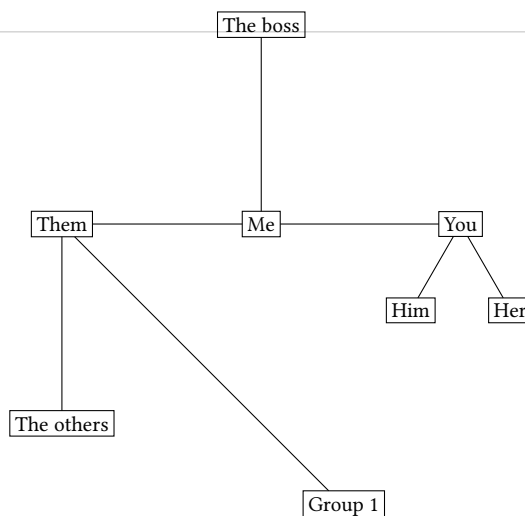 The boss
Them
Me
You
Him
Her
The others
Group 1